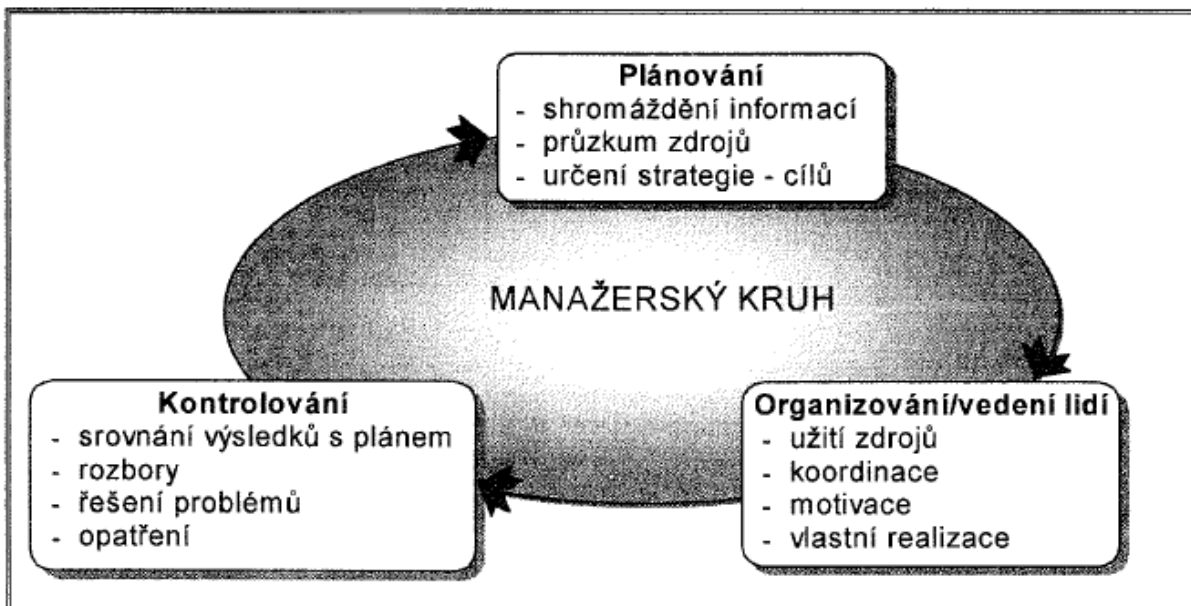 Plánování
- shromáždění informací
- průzkum zdrojů
- určení strategie - cílů
MANAŽERSKÝ KRUH
Kontrolování
- srovnání výsledků s plánem
- rozbory
- řešení problémů
- opatření
Organizování/vedení lidí
- užití zdrojů
- koordinace
- motivace
- vlastní realizace